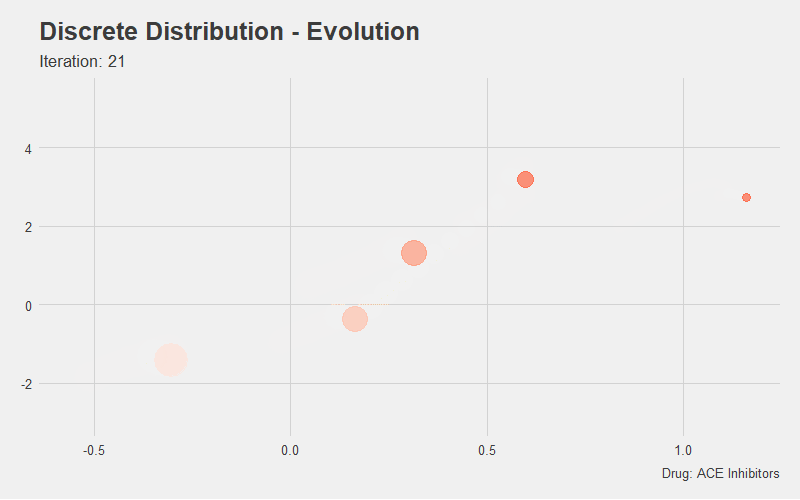 Discrete Distribution - Evolution
Iteration: 21
4
2
0
-2
-0.5 0.0 0.5 1.0
Drug: ACE Inhibitors